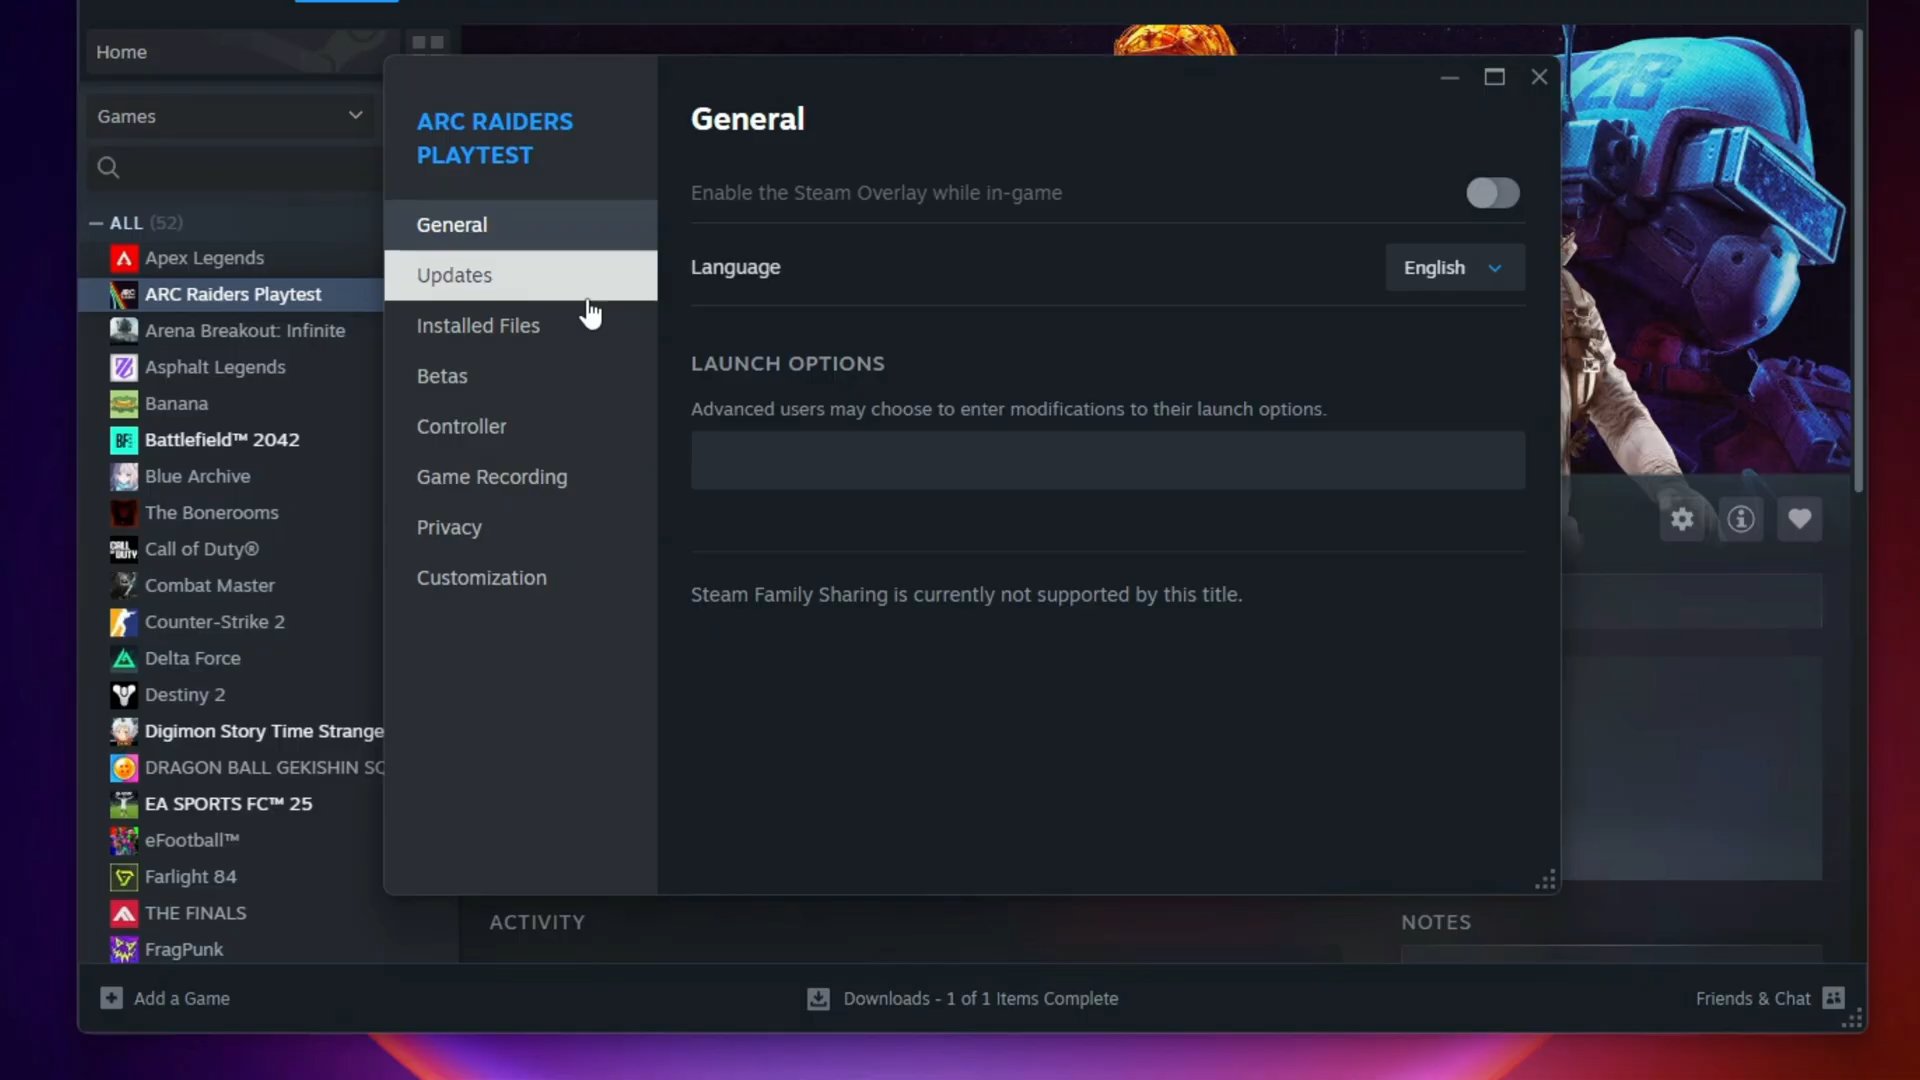 Home
Games
ALL (52)
Apex Legends
ARC Raiders Playtest
Arena Breakout: Infinite
Asphalt Legends
Banana
Battlefield™ 2042
Blue Archive
The Bonerooms
Call of Duty®
Combat Master
Counter-Strike 2
Delta Force
Destiny 2
Digimon Story Time Strange
DRAGON BALL GEKISHIN SQ
EA SPORTS FC™ 25
eFootball™
Farlight 84
THE FINALS
FragPunk
ARC RAIDERS
PLAYTEST
General
Updates
Installed Files
Betas
Controller
Game Recording
Privacy
Customization
General
Enable the Steam Overlay while in-game
Language
English
LAUNCH OPTIONS
Advanced users may choose to enter modifications to their launch options.
Steam Family Sharing is currently not supported by this title.
28
ACTIVITY
NOTES
Add a Game
Downloads - 1 of 1 Items Complete
Friends & Chat